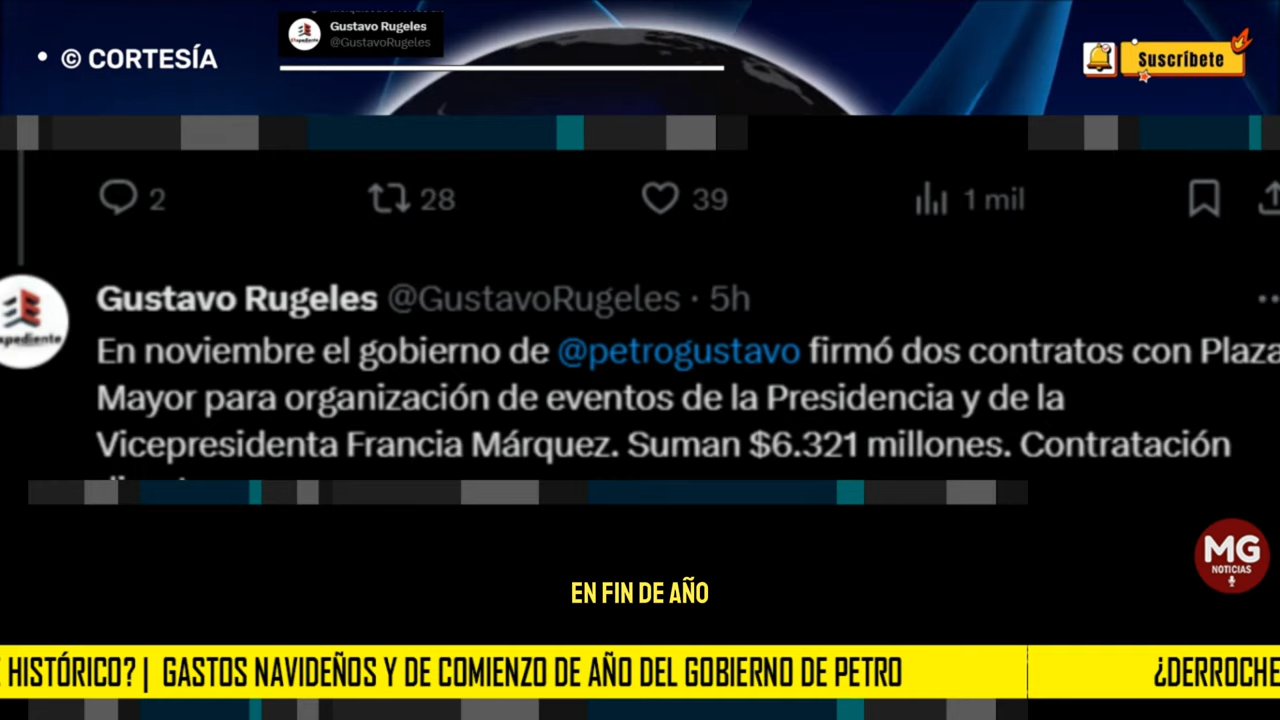 Gustavo Rugeles
@GustavoRugeles
• © CORTESÍA
Suscríbete
2
28
39
1 mil
Gustavo Rugeles @GustavoRugeles · 5h
En noviembre el gobierno de @petrogustavo firmó dos contratos con Plaza
Mayor para organización de eventos de la Presidencia y de la
Vicepresidenta Francia Márquez. Suman $6.321 millones. Contratación
MG
NOTICIAS
EN FIN DE AÑO
HISTÓRICO? | GASTOS NAVIDEÑOS Y DE COMIENZO DE AÑO DEL GOBIERNO DE PETRO
¿DERROCHE